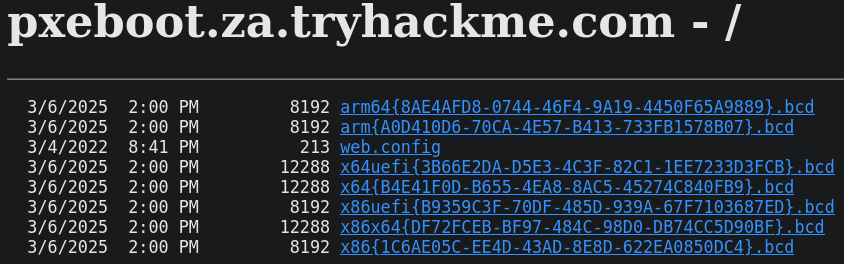 pxeboot.za.tryhackme.com - /
3/6/2025 2:00 PM 8192 arm64{8AE4AFD8-0744-46F4-9A19-4450F65A9889}.bcd
3/6/2025 2:00 PM 8192 arm{A0D410D6-70CA-4E57-B413-733FB1578B07}.bcd
3/4/2022 8:41 PM 213 web.config
3/6/2025 2:00 PM 12288 x64uefi{3B66E2DA-D5E3-4C3F-82C1-1EE7233D3FCB}.bcd
3/6/2025 2:00 PM 12288 x64{B4E41F0D-B655-4EA8-8AC5-45274C840FB9}.bcd
3/6/2025 2:00 PM 8192 x86uefi{B9359C3F-70DF-485D-939A-67F7103687ED}.bcd
3/6/2025 2:00 PM 12288 x86x64{DF72FCEB-BF97-484C-98D0-DB74CC5D90BF}.bcd
3/6/2025 2:00 PM 8192 x86{1C6AE05C-EE4D-43AD-8E8D-622EA0850DC4}.bcd